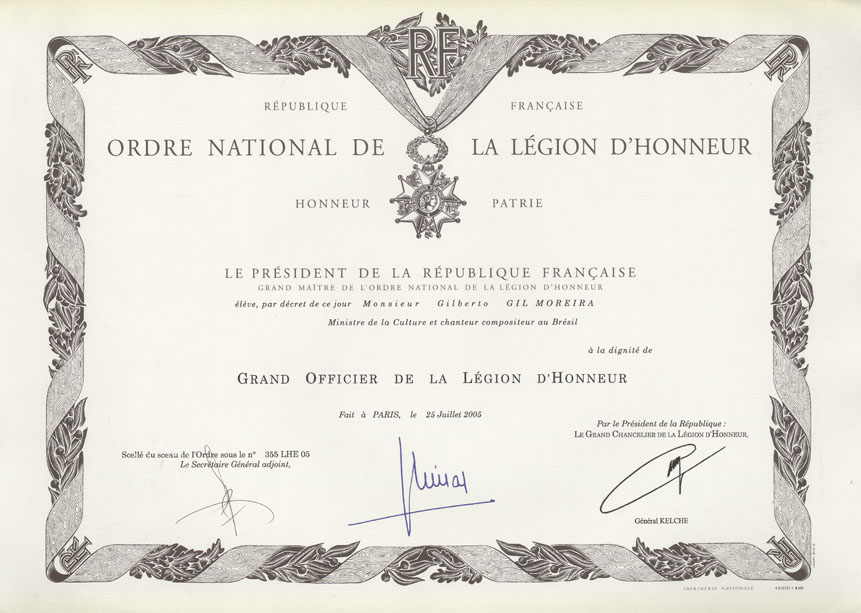 RF
RÉPUBLIQUE FRANÇAISE
ORDRE NATIONAL DE LA LÉGION D'HONNEUR
HONNEUR PATRIE
LE PRÉSIDENT DE LA RÉPUBLIQUE FRANÇAISE
GRAND MAÎTRE DE L'ORDRE NATIONAL DE LA LÉGION D'HONNEUR
élève, par décret de ce jour Monsieur Gilberto GIL MOREIRA
Ministre de la Culture et chanteur compositeur au Brésil
à la dignité de
GRAND OFFICIER DE LA LÉGION D'HONNEUR
Fait à PARIS, le 25 Juillet 2005
Par le Président de la République :
LE GRAND CHANCELIER DE LA LÉGION D'HONNEUR,
Scellé du sceau de l'Ordre sous le n° 355 LHE 05
Le Secrétaire Général adjoint,
Général KELCHE
IMPRIMERIE NATIONALE